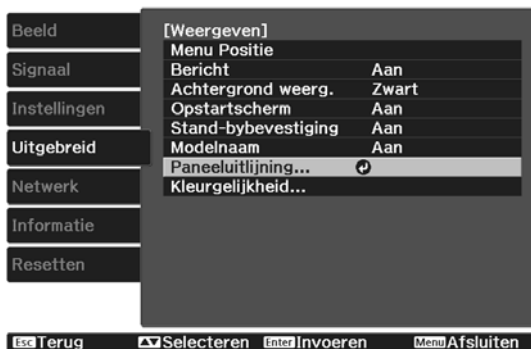 Beeld
Signaal
Instellingen
Uitgebreid
Netwerk
Informatie
Resetten
[Weergeven]
Menu Positie
Bericht Aan
Achtergrond weerg. Zwart
Opstartscherm Aan
Stand-bybevestiging Aan
Modelnaam Aan
Paneeluitlijning...
Kleurgelijkheid...
Esc Terug Selecteren Enter Invoeren Menu Afsluiten